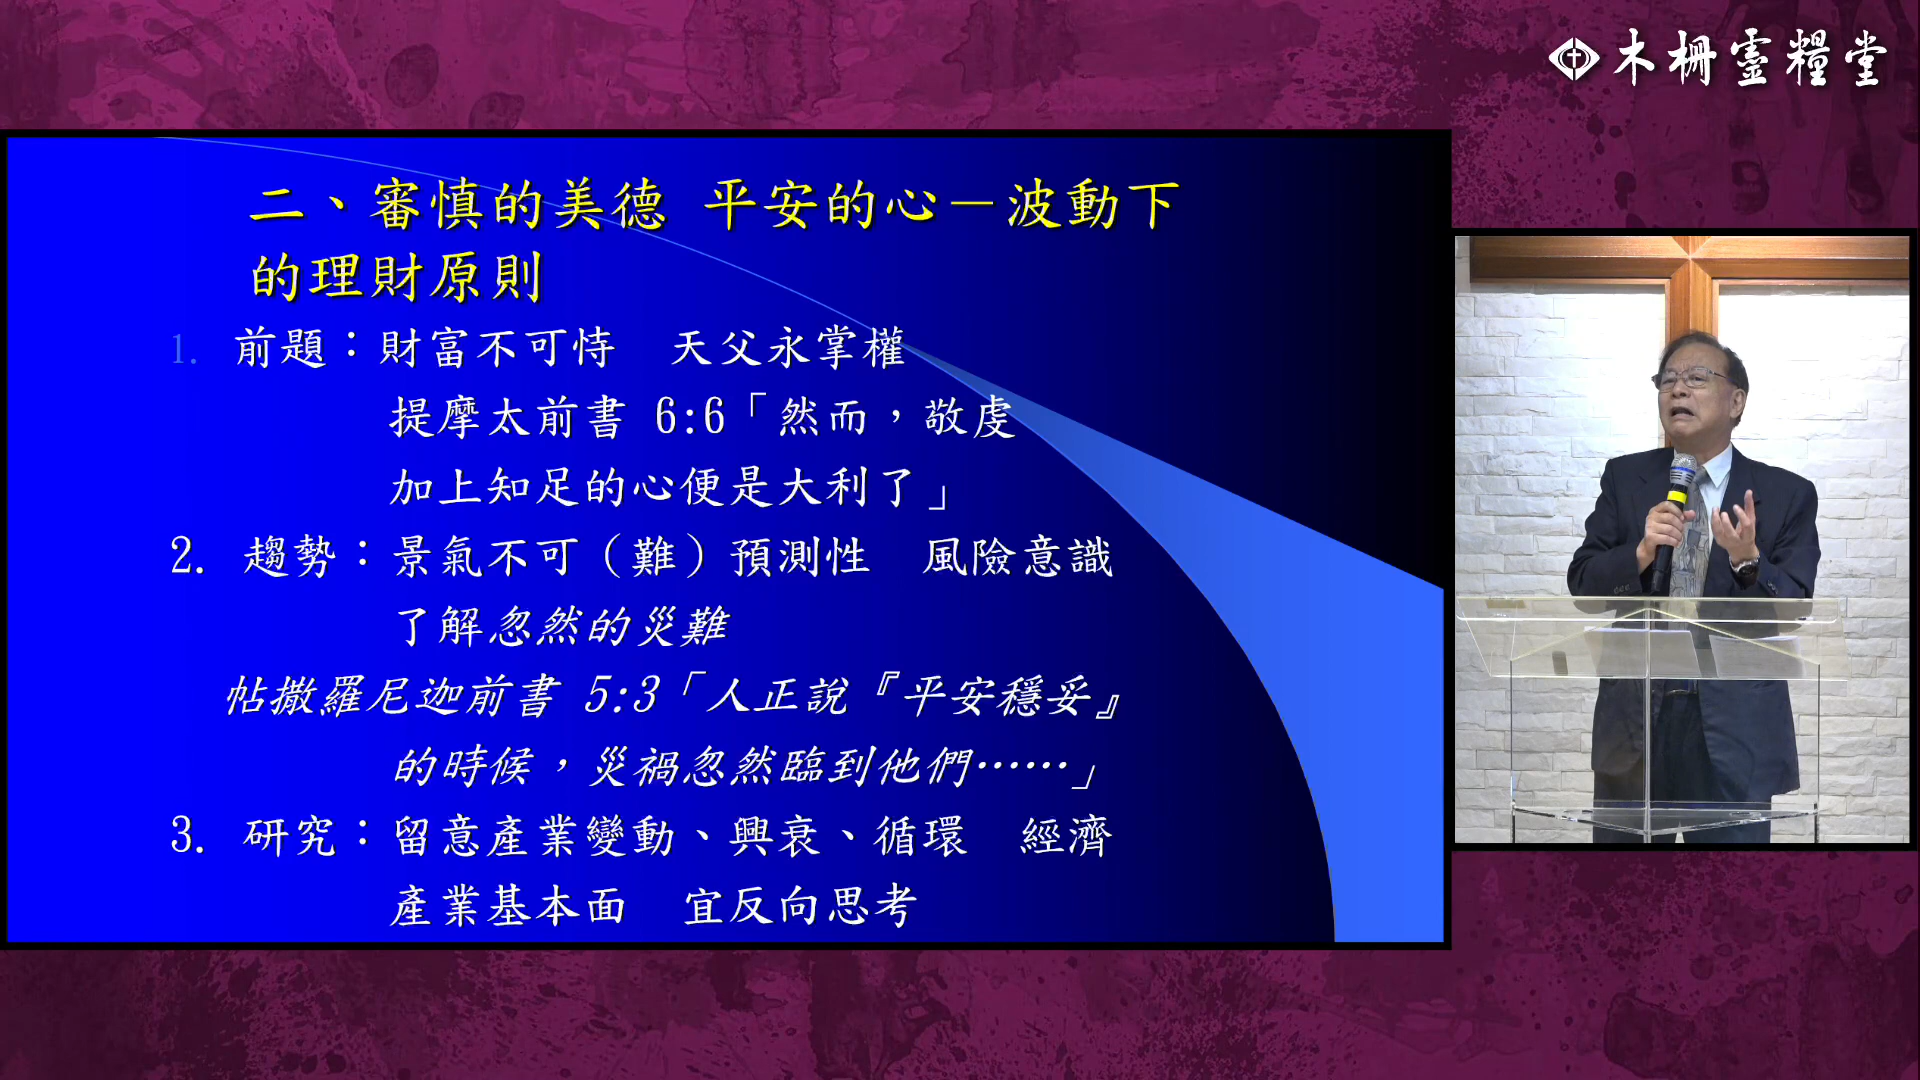 木柵靈糧堂
二、審慎的美德 平安的心－波動下
的理財原則
1. 前題：財富不可恃 天父永掌權
提摩太前書 6:6「然而，敬虔
加上知足的心便是大利了」
2. 趨勢：景氣不可（難）預測性 風險意識
了解忽然的災難
帖撒羅尼迦前書 5:3「人正說『平安穩妥』
的時候，災禍忽然臨到他們……」
3. 研究：留意產業變動、興衰、循環 經濟
產業基本面 宜反向思考